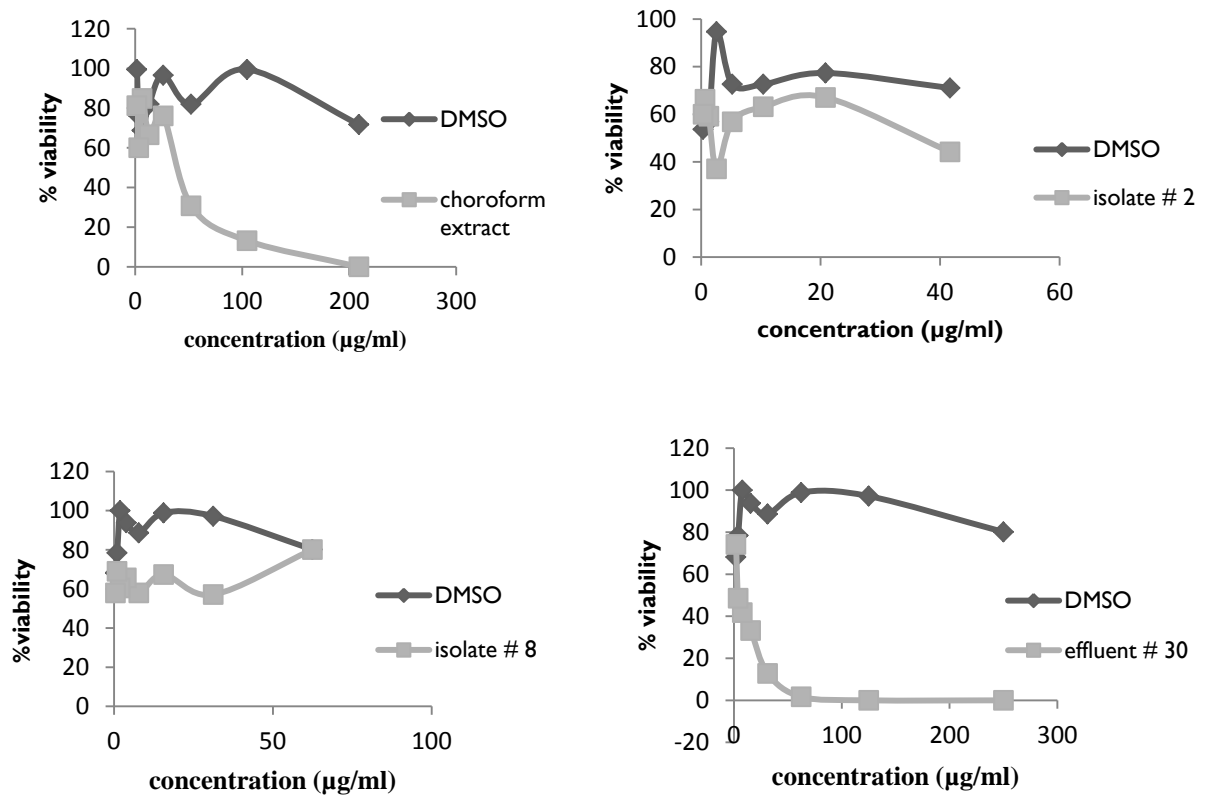 120
100
80
60
40
20
0
% viability
0 100 200 300
concentration (µg/ml)
DMSO
choroform
extract
100
80
60
40
20
0
% viability
0 20 40 60
concentration (µg/ml)
DMSO
isolate # 2
120
100
80
60
40
20
0
%viability
0 50 100
concentration (µg/ml)
DMSO
isolate # 8
120
100
80
60
40
20
0
-20
% viability
0 100 200 300
concentration (µg/ml)
DMSO
effluent # 30